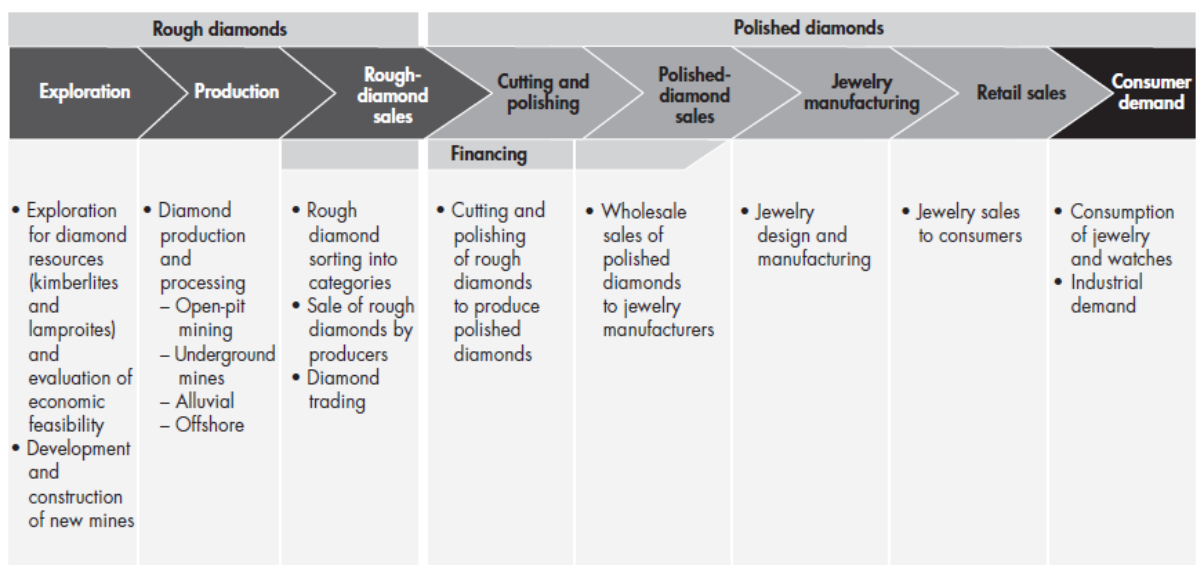 Rough diamonds
Polished diamonds
Exploration
Production
Rough-
diamond
sales
Cutting and
polishing
Polished-
diamond
sales
Jewelry
manufacturing
Retail sales
Consumer
demand
Financing
• Exploration
for diamond
resources
(kimberlites
and
lamproites)
and
evaluation of
economic
feasibility
• Development
and
construction
of new mines
• Diamond
production
and
processing
– Open-pit
mining
– Underground
mines
– Alluvial
– Offshore
• Rough
diamond
sorting into
categories
• Sale of rough
diamonds by
producers
• Diamond
trading
• Cutting and
polishing
of rough
diamonds
to produce
polished
diamonds
• Wholesale
sales of
polished
diamonds
to jewelry
manufacturers
• Jewelry
design and
manufacturing
• Jewelry sales
to consumers
• Consumption
of jewelry
and watches
• Industrial
demand